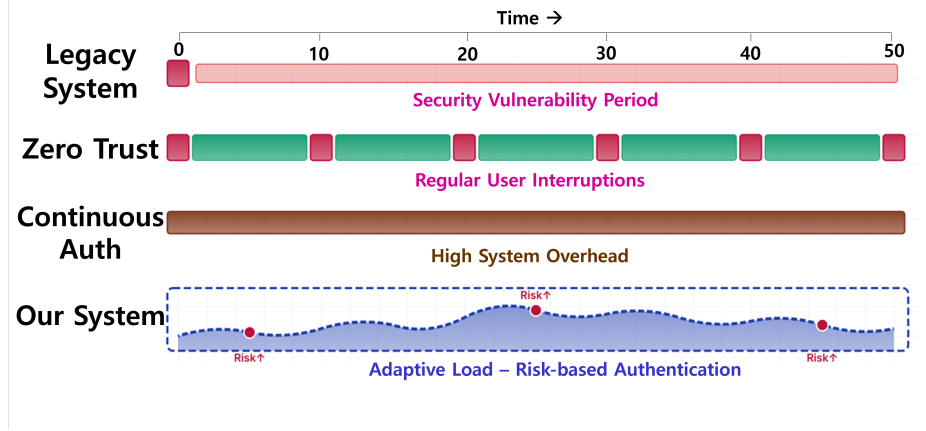 Time →
0 10 20 30 40 50
Legacy
System
Security Vulnerability Period
Zero Trust
Regular User Interruptions
Continuous
Auth
High System Overhead
Our System
Risk↑
Risk↑
Risk↑
Adaptive Load – Risk-based Authentication